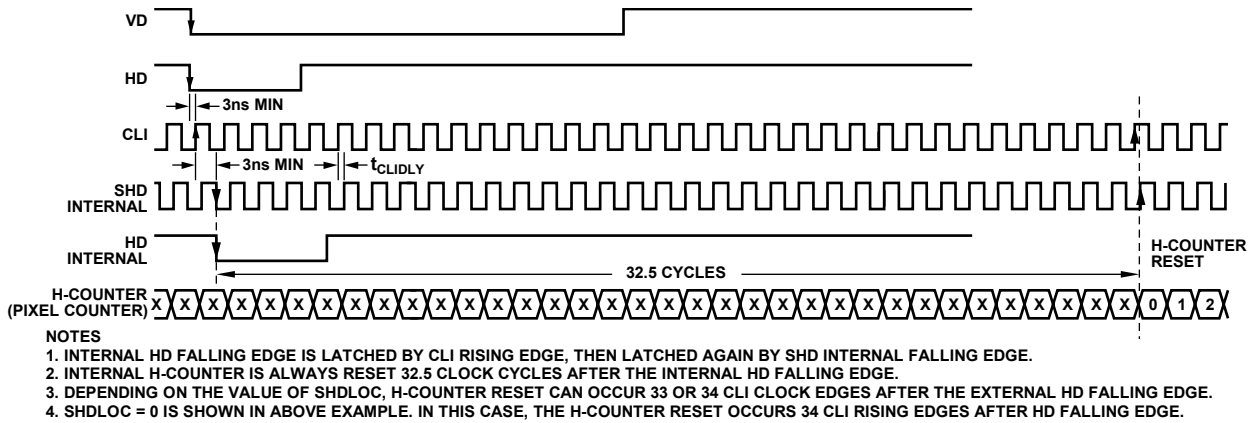 VD
HD
3ns MIN
CLI
3ns MIN
tCLIDLY
SHD
INTERNAL
HD
INTERNAL
H-COUNTER
RESET
32.5 CYCLES
H-COUNTER
(PIXEL COUNTER)
X X X X X X X X X X X X X X X X X X X X X X X X X X X X X X X X X X X 0 1 2
NOTES
1. INTERNAL HD FALLING EDGE IS LATCHED BY CLI RISING EDGE, THEN LATCHED AGAIN BY SHD INTERNAL FALLING EDGE.
2. INTERNAL H-COUNTER IS ALWAYS RESET 32.5 CLOCK CYCLES AFTER THE INTERNAL HD FALLING EDGE.
3. DEPENDING ON THE VALUE OF SHDLOC, H-COUNTER RESET CAN OCCUR 33 OR 34 CLI CLOCK EDGES AFTER THE EXTERNAL HD FALLING EDGE.
4. SHDLOC = 0 IS SHOWN IN ABOVE EXAMPLE. IN THIS CASE, THE H-COUNTER RESET OCCURS 34 CLI RISING EDGES AFTER HD FALLING EDGE.